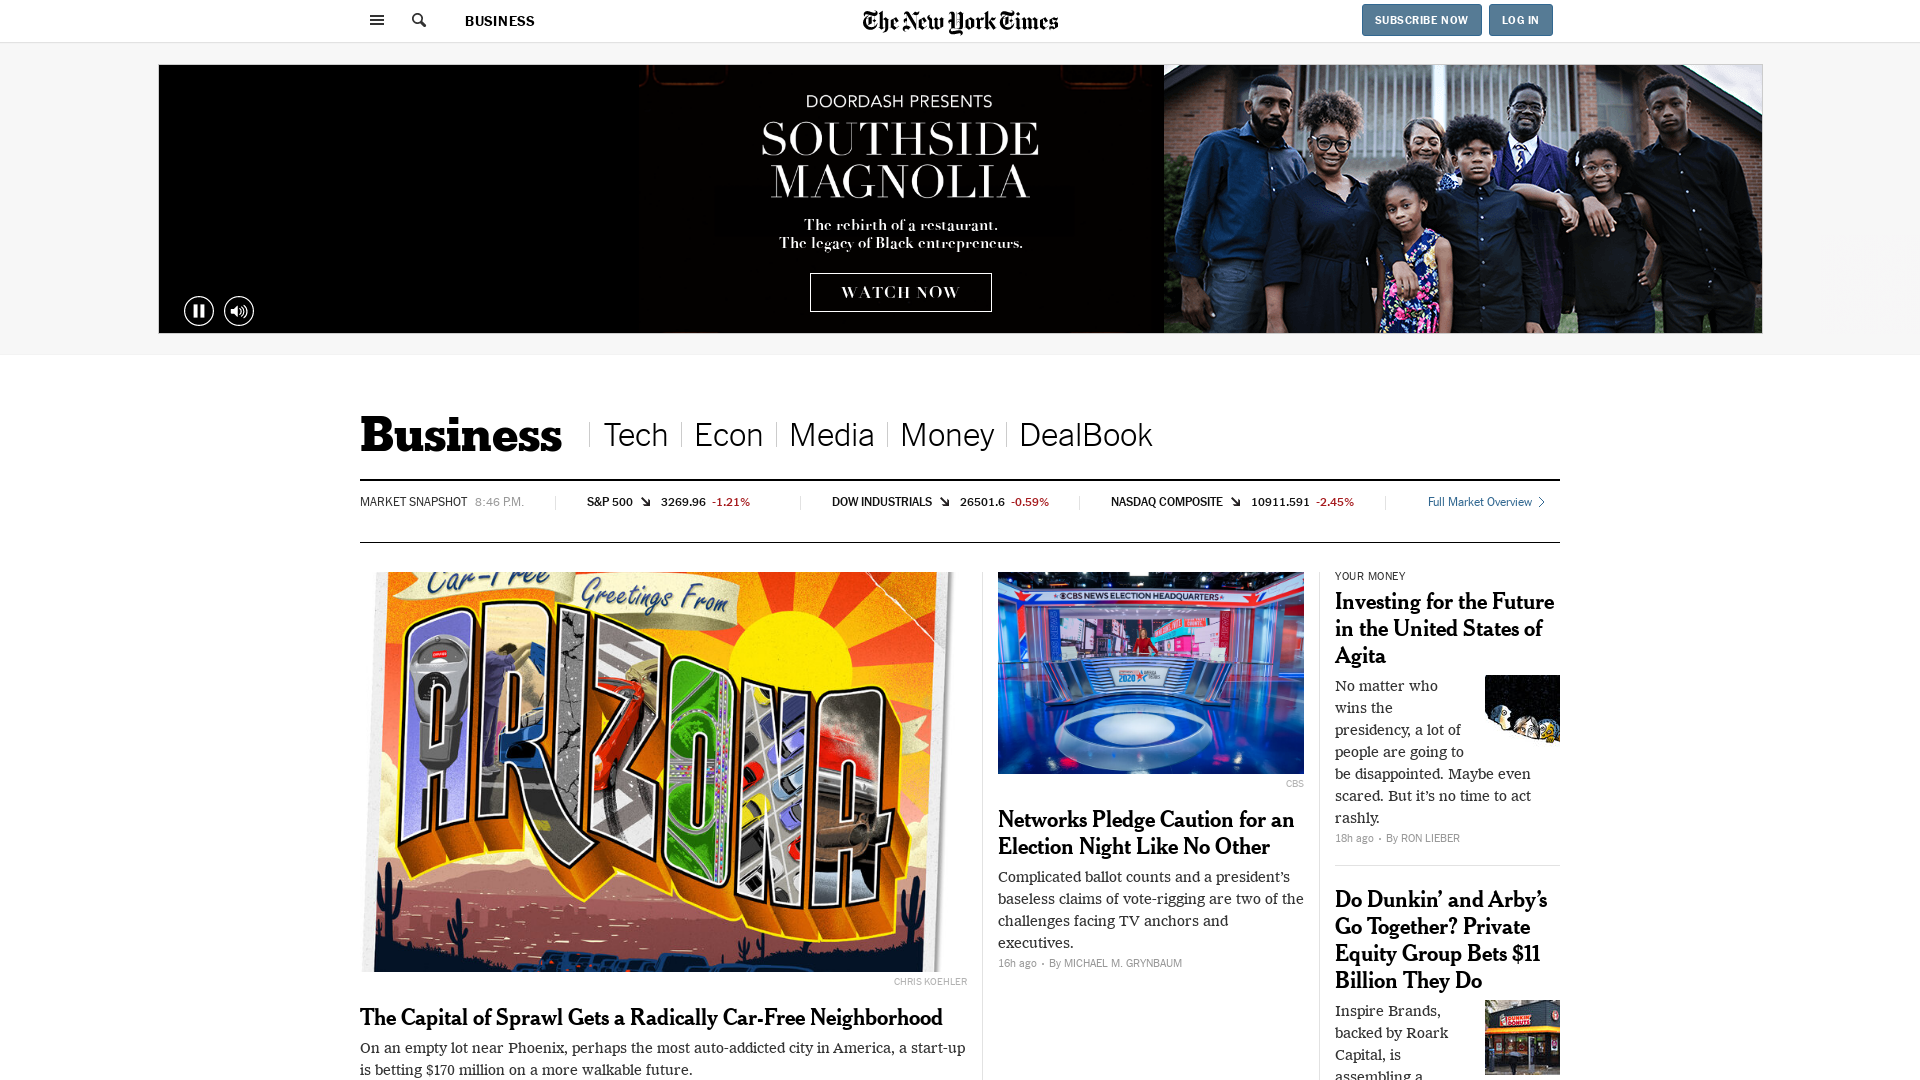 BUSINESS
The New York Times
SUBSCRIBE NOW
LOG IN
DOORDASH PRESENTS
SOUTHSIDE
MAGNOLIA
The rebirth of a restaurant.
The legacy of Black entrepreneurs.
WATCH NOW
Business
Tech
Econ
Media
Money
DealBook
MARKET SNAPSHOT 8:46 P.M.
S&P 500 3269.96 -1.21%
DOW INDUSTRIALS 26501.6 -0.59%
NASDAQ COMPOSITE 10911.591 -2.45%
Full Market Overview
Car-Free
Greetings From
ARIZONA
CHRIS KOEHLER
The Capital of Sprawl Gets a Radically Car-Free Neighborhood
On an empty lot near Phoenix, perhaps the most auto-addicted city in America, a start-up
is betting $170 million on a more walkable future.
CBS NEWS ELECTION HEADQUARTERS
2020
CBS
Networks Pledge Caution for an
Election Night Like No Other
Complicated ballot counts and a president's
baseless claims of vote-rigging are two of the
challenges facing TV anchors and
executives.
16h ago • By MICHAEL M. GRYNBAUM
YOUR MONEY
Investing for the Future
in the United States of
Agita
No matter who
wins the
presidency, a lot of
people are going to
be disappointed. Maybe even
scared. But it's no time to act
rashly.
18h ago • By RON LIEBER
Do Dunkin' and Arby's
Go Together? Private
Equity Group Bets $11
Billion They Do
Inspire Brands,
backed by Roark
Capital, is
assembling a